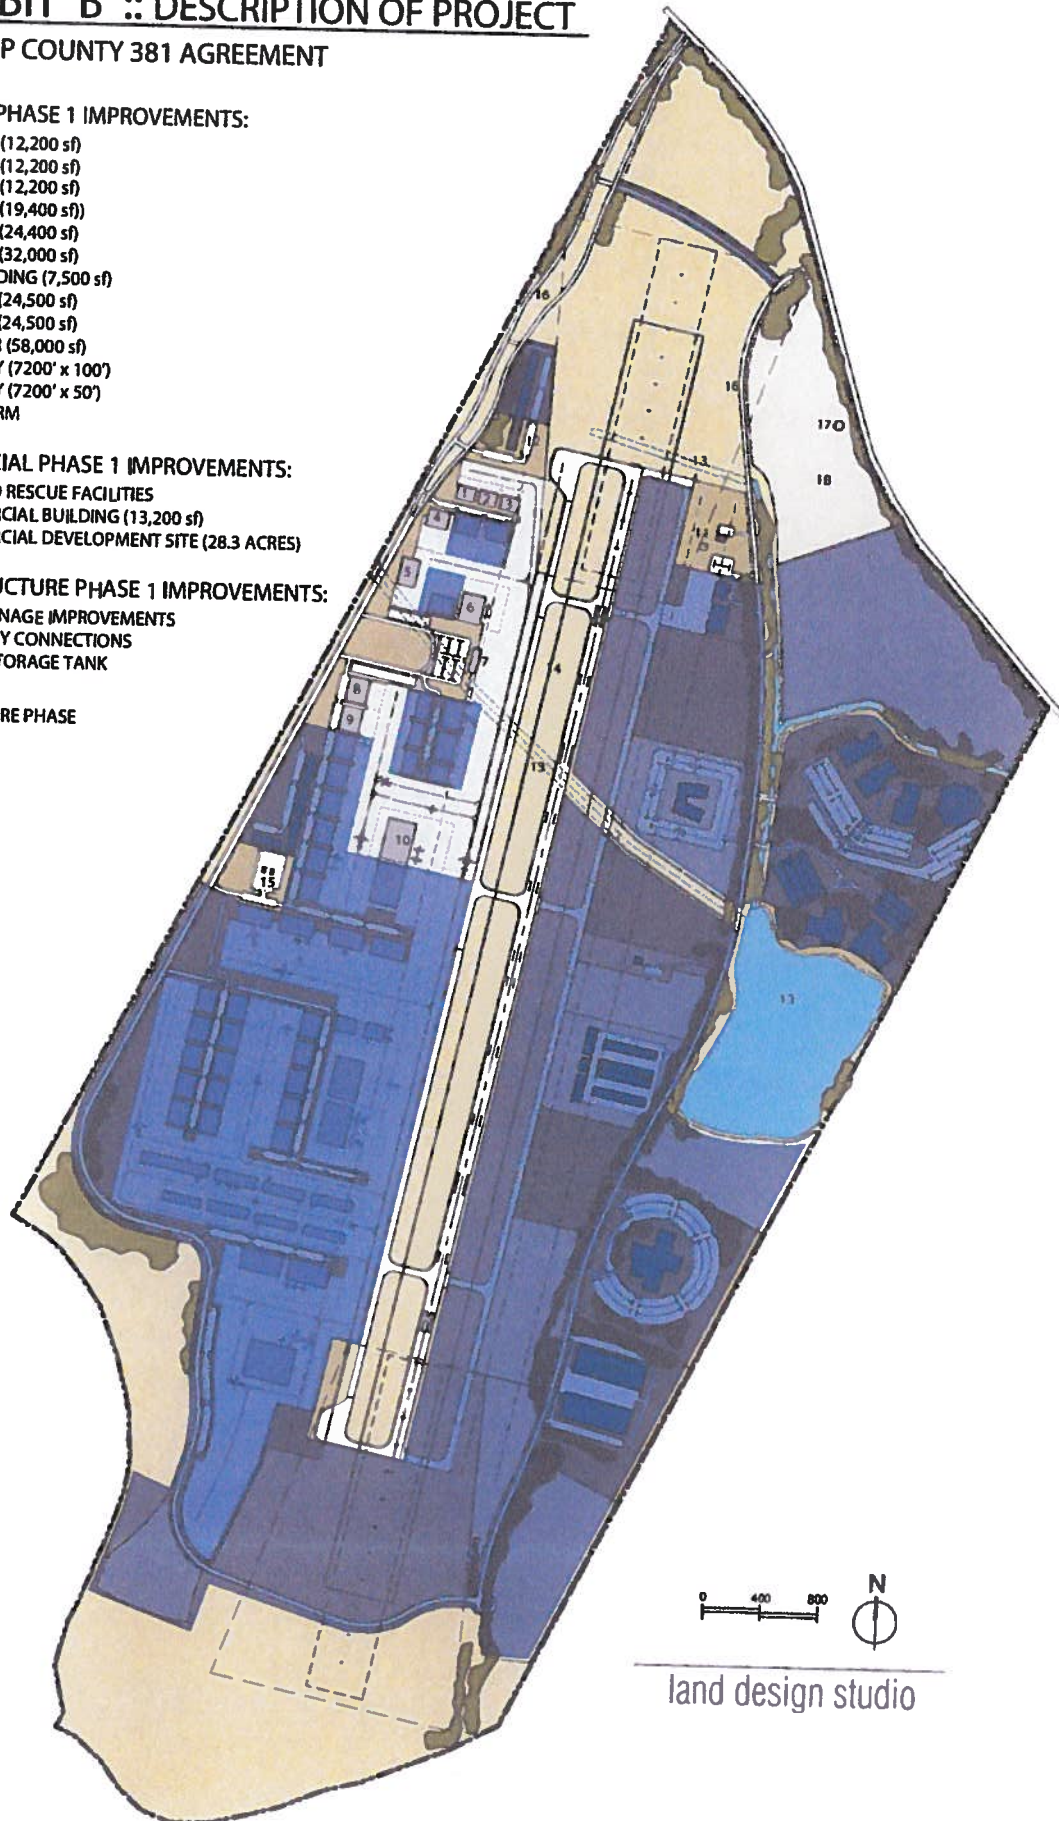 BIT "B" :: DESCRIPTION OF PROJECT
P COUNTY 381 AGREEMENT
PHASE 1 IMPROVEMENTS:
(12,200 sf)
(12,200 sf)
(12,200 sf)
(19,400 sf))
(24,400 sf)
(32,000 sf)
DING (7,500 sf)
(24,500 sf)
(24,500 sf)
(58,000 sf)
Y (7200' x 100')
Y (7200' x 50')
RM
CIAL PHASE 1 IMPROVEMENTS:
RESCUE FACILITIES
CIAL BUILDING (13,200 sf)
CIAL DEVELOPMENT SITE (28.3 ACRES)
UCTURE PHASE 1 IMPROVEMENTS:
NAGE IMPROVEMENTS
Y CONNECTIONS
TORAGE TANK
RE PHASE
16
16
17
18
13
1 2 3
4
5
6
7
8
9
14
13
10
15
13
0 400 800
N
land design studio